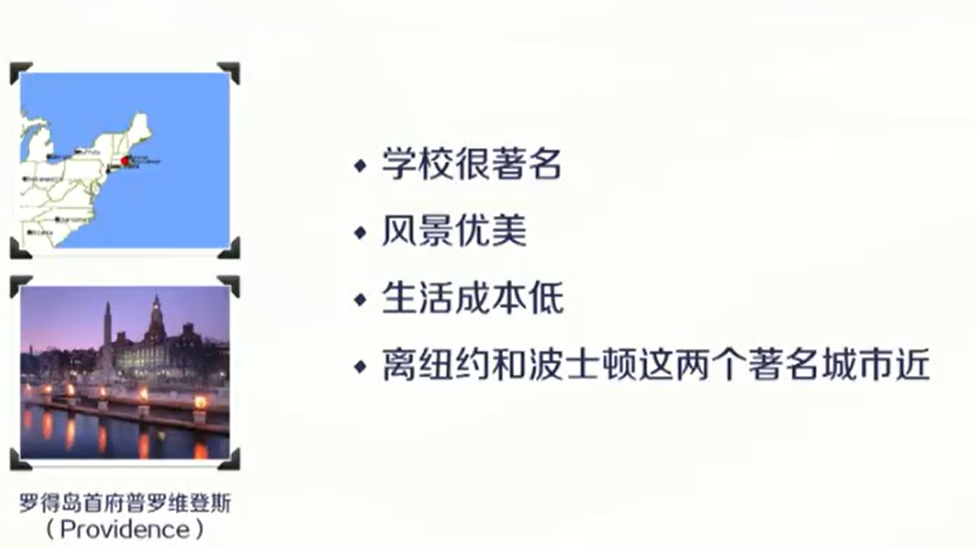 学校很著名
风景优美
生活成本低
离纽约和波士顿这两个著名城市近
罗得岛首府普罗维登斯
（Providence）